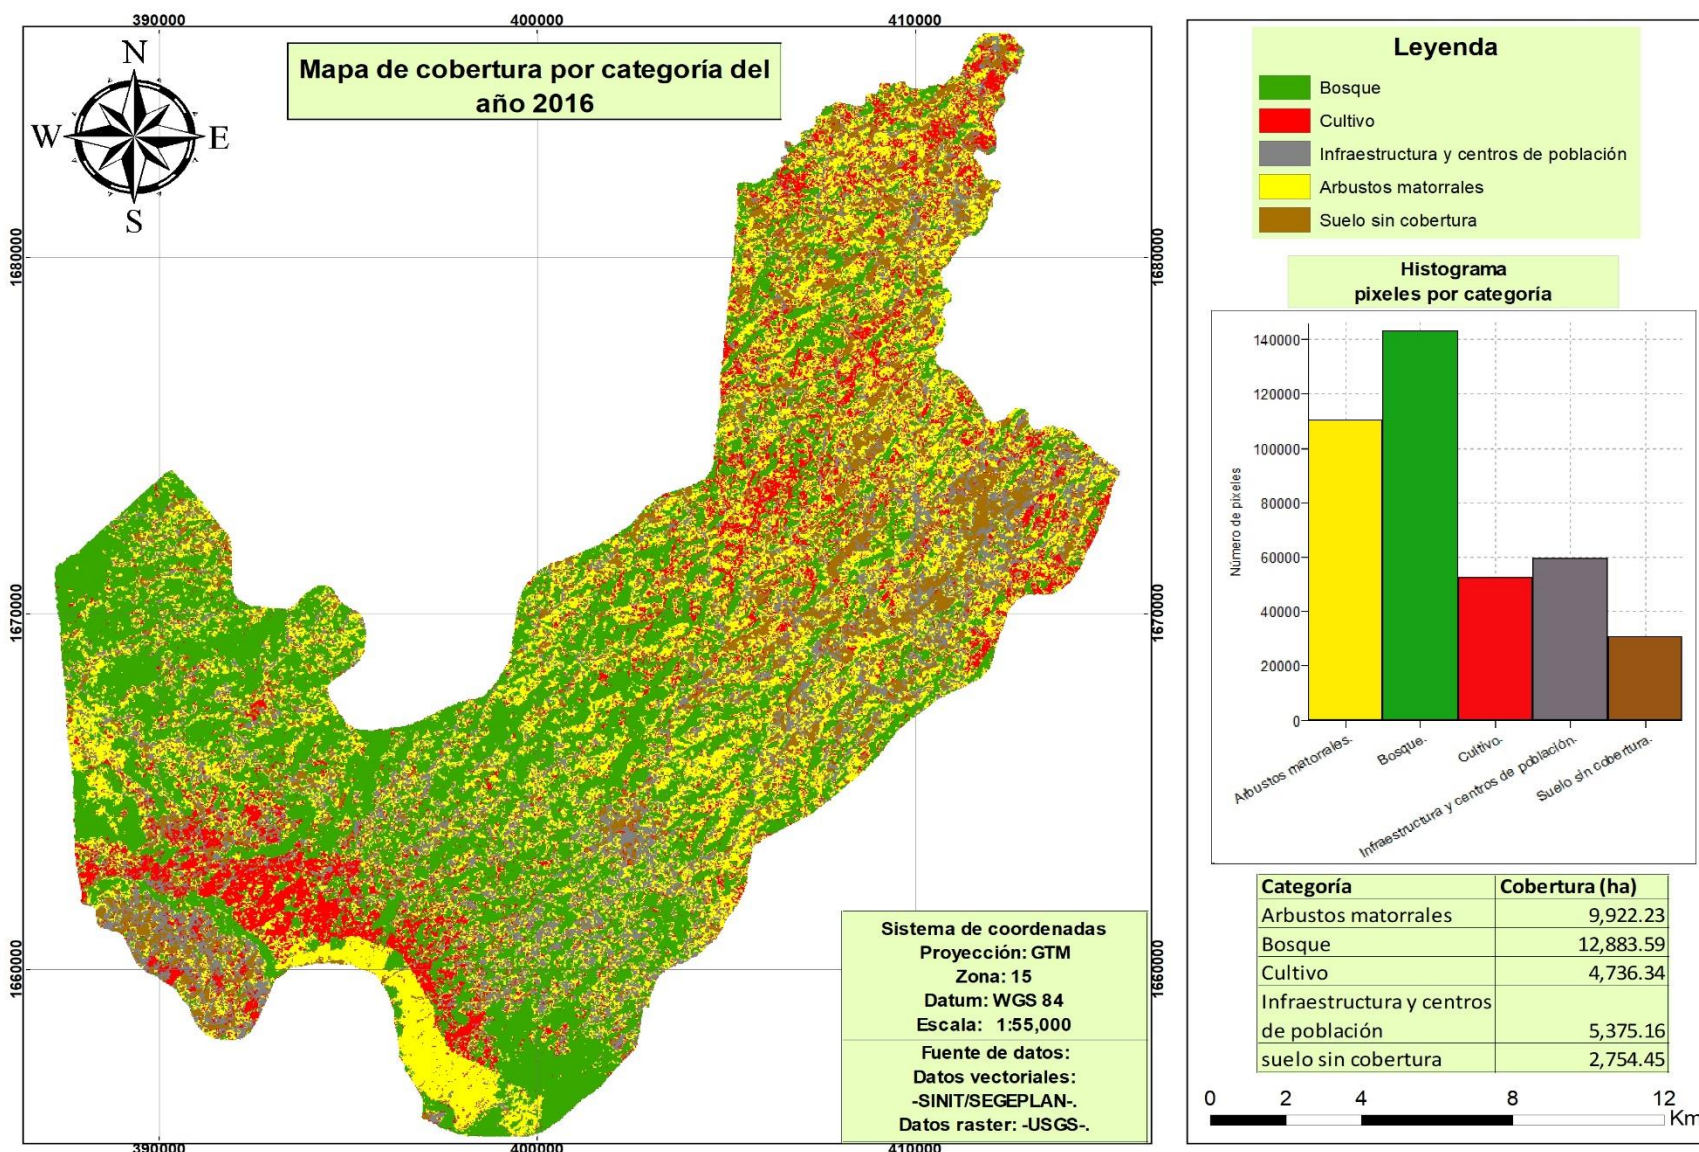 390000
400000
410000
Mapa de cobertura por categoría del
año 2016
N
W
E
S
1680000
1680000
1670000
1670000
1660000
1660000
Sistema de coordenadas
Proyección: GTM
Zona: 15
Datum: WGS 84
Escala: 1:55,000
Fuente de datos:
Datos vectoriales:
-SINIT/SEGEPLAN-.
Datos raster: -USGS-.
390000
400000
410000
Leyenda
Bosque
Cultivo
Infraestructura y centros de población
Arbustos matorrales
Suelo sin cobertura
Histograma
pixeles por categoría
Número de pixeles
140000
120000
100000
80000
60000
40000
20000
0
Arbustos matorrales.
Bosque.
Cultivo.
Infraestructura y centros de población.
Suelo sin cobertura.
Categoría Cobertura (ha)
Arbustos matorrales 9,922.23
Bosque 12,883.59
Cultivo 4,736.34
Infraestructura y centros
de población 5,375.16
suelo sin cobertura 2,754.45
0 2 4 8 12
Km